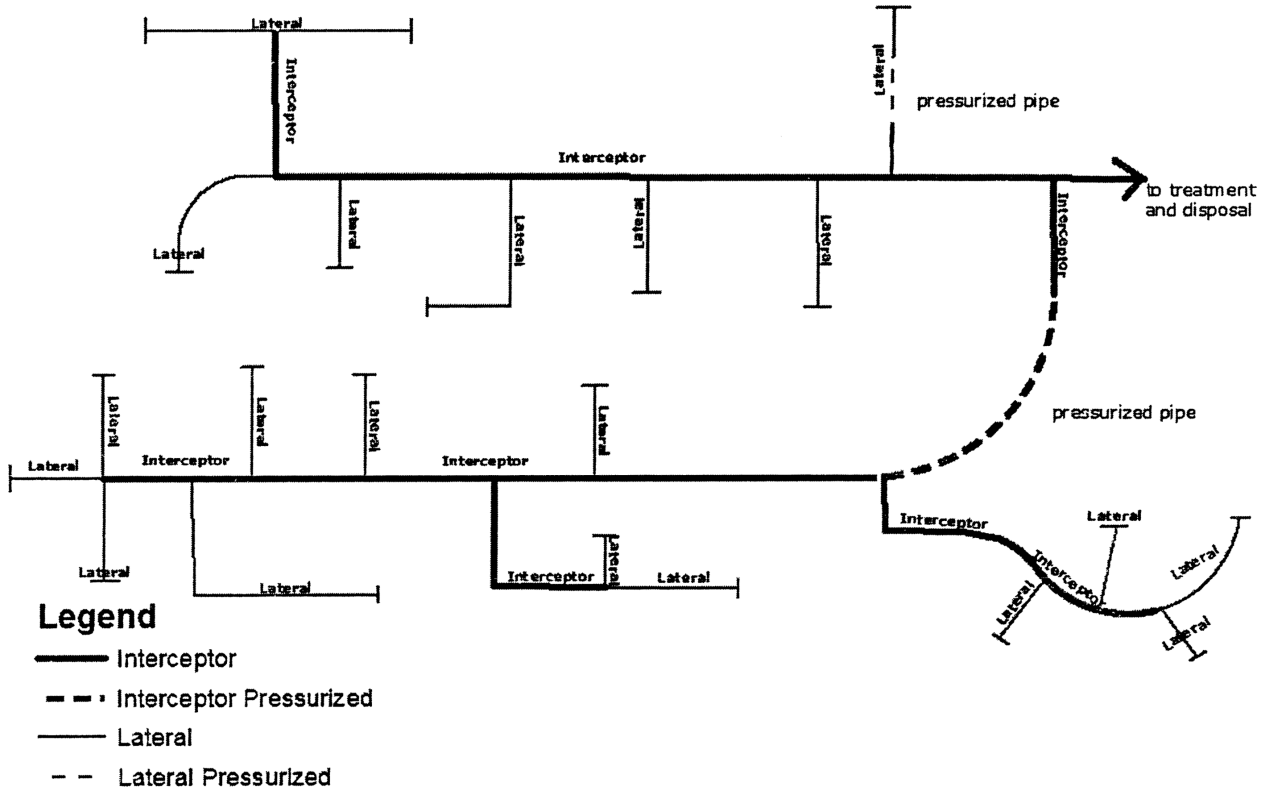 Lateral
Interceptor
Lateral
pressurized pipe
Interceptor
to treatment
and disposal
Lateral
Lateral
Lateral
Lateral
Lateral
Interceptor
pressurized pipe
Lateral
Lateral
Lateral
Lateral
Lateral
Interceptor
Interceptor
Lateral
Lateral
Interceptor
Lateral
Lateral
Interceptor
Interceptor
Lateral
Lateral
Lateral
Lateral
Legend
Interceptor
Interceptor Pressurized
Lateral
Lateral Pressurized